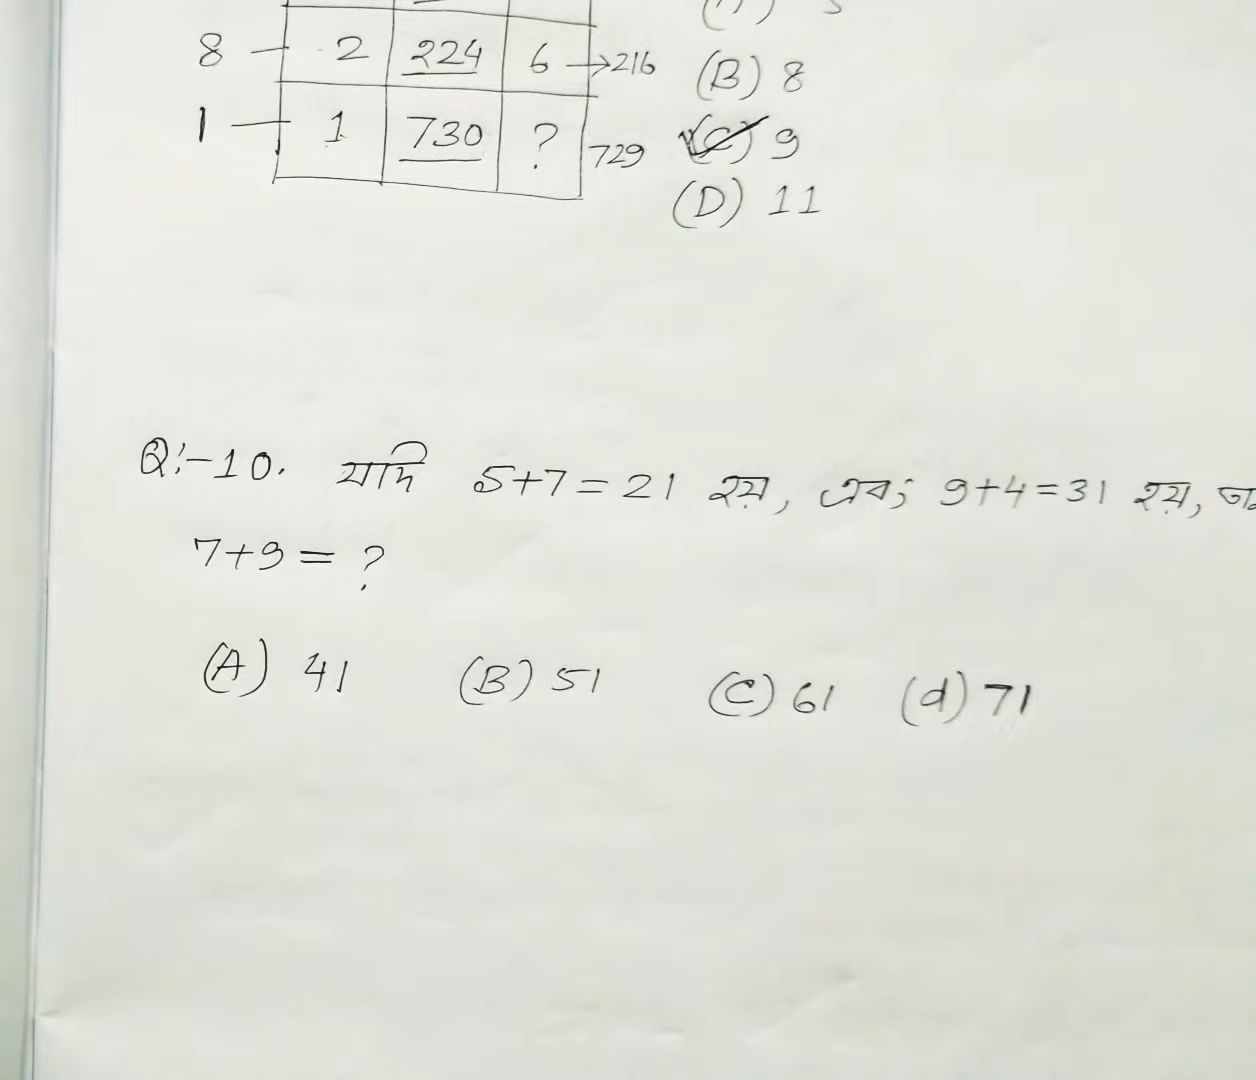 8 — 2 224 6 → 216 (B) 8
1 — 1 730 ? 729 (C) 9
(D) 11
Q:-10. যদি 5+7=21 হয়, এবং 9+4=31 হয়,
7+9= ?
(A) 41 (B) 51 (C) 61 (d) 71